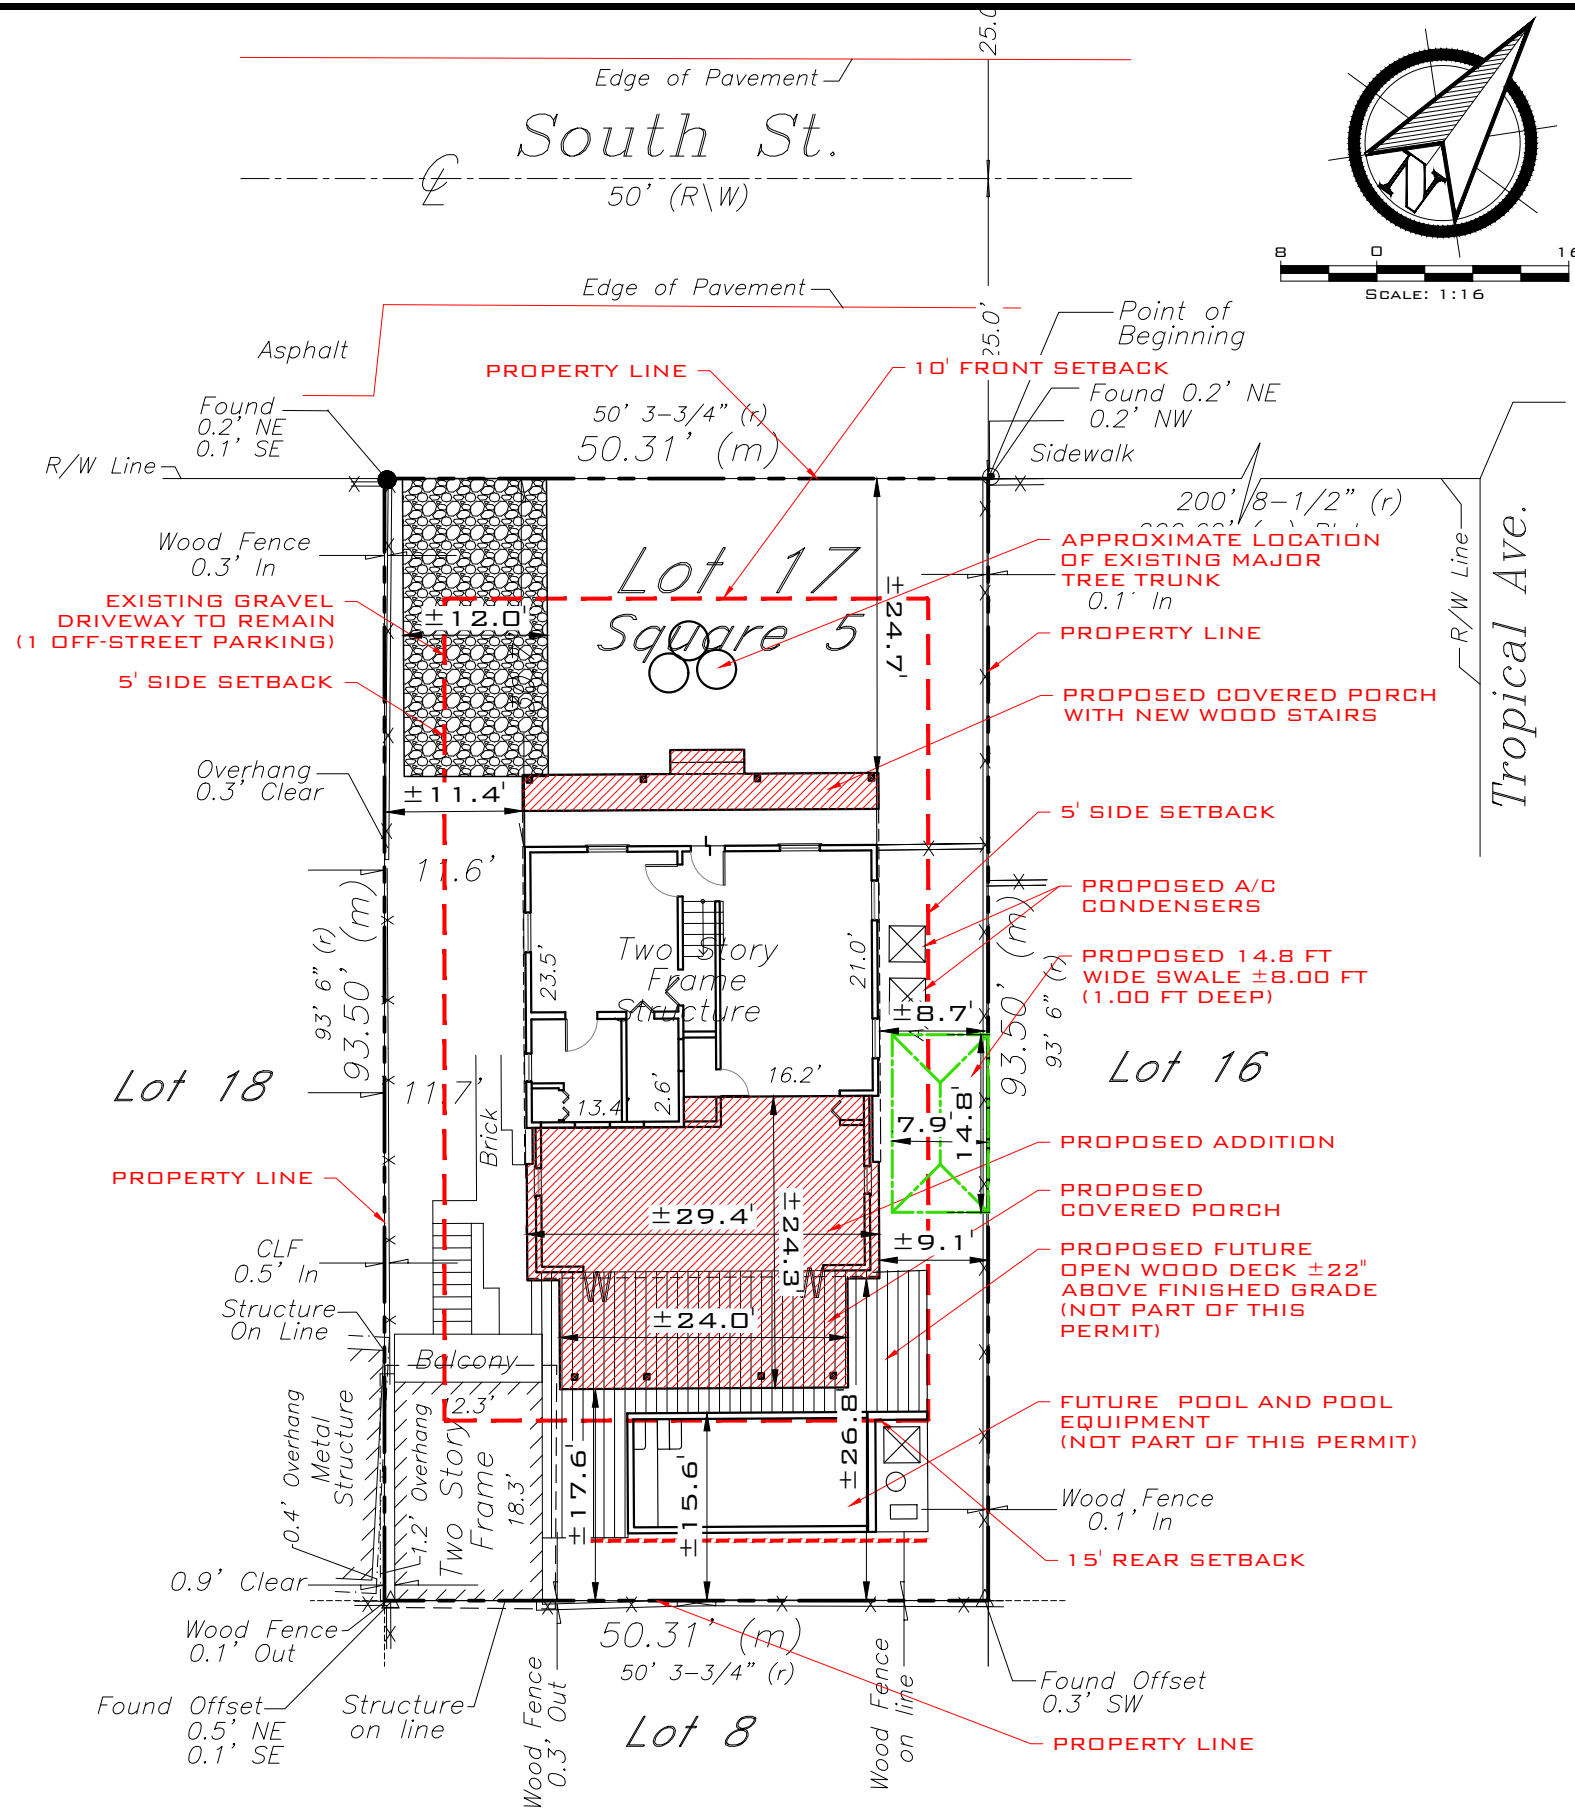 25.0
Edge of Pavement
South St.
50' (R\W)
8 0 16
SCALE: 1:16
N
Edge of Pavement
25.0'
Point of
Beginning
Asphalt
PROPERTY LINE
10' FRONT SETBACK
Found
0.2' NE
0.1' SE
50' 3-3/4" (r)
50.31' (m)
Found 0.2' NE
0.2' NW
R/W Line
Sidewalk
200' 8-1/2" (r)
Wood Fence
0.3' In
Lot 17
Square 5
APPROXIMATE LOCATION
OF EXISTING MAJOR
TREE TRUNK
0.1' In
R/W Line
Tropical Ave.
EXISTING GRAVEL
DRIVEWAY TO REMAIN
(1 OFF-STREET PARKING)
±12.0'
±24.7'
PROPERTY LINE
5' SIDE SETBACK
PROPOSED COVERED PORCH
WITH NEW WOOD STAIRS
Overhang
0.3' Clear
±11.4'
5' SIDE SETBACK
11.6'
PROPOSED A/C
CONDENSERS
93' 6" (r)
93.50' (m)
23.5'
Two Story
Frame
Structure
21.0'
93.50' (m)
93' 6" (r)
PROPOSED 14.8 FT
WIDE SWALE ±8.00 FT
(1.00 FT DEEP)
±8.7'
Lot 18
11.7'
Brick
13.4'
2.6'
16.2'
Lot 16
7.9'
14.8'
PROPOSED ADDITION
PROPERTY LINE
±29.4'
±24.3'
PROPOSED
COVERED PORCH
±9.1'
CLF
0.5' In
PROPOSED FUTURE
OPEN WOOD DECK ±22"
ABOVE FINISHED GRADE
(NOT PART OF THIS
PERMIT)
Structure
On Line
±24.0'
Balcony
0.4' Overhang
Metal
Structure
1.2' Overhang
12.3'
Two Story
Frame
18.3'
±17.6'
±15.6'
±26.8'
FUTURE POOL AND POOL
EQUIPMENT
(NOT PART OF THIS PERMIT)
Wood Fence
0.1' In
15' REAR SETBACK
0.9' Clear
Wood Fence
0.1' Out
50.31' (m)
50' 3-3/4" (r)
Found Offset
0.5' NE
0.1' SE
Structure
on line
Wood Fence
0.3' Out
Lot 8
Wood Fence
on line
Found Offset
0.3' SW
PROPERTY LINE